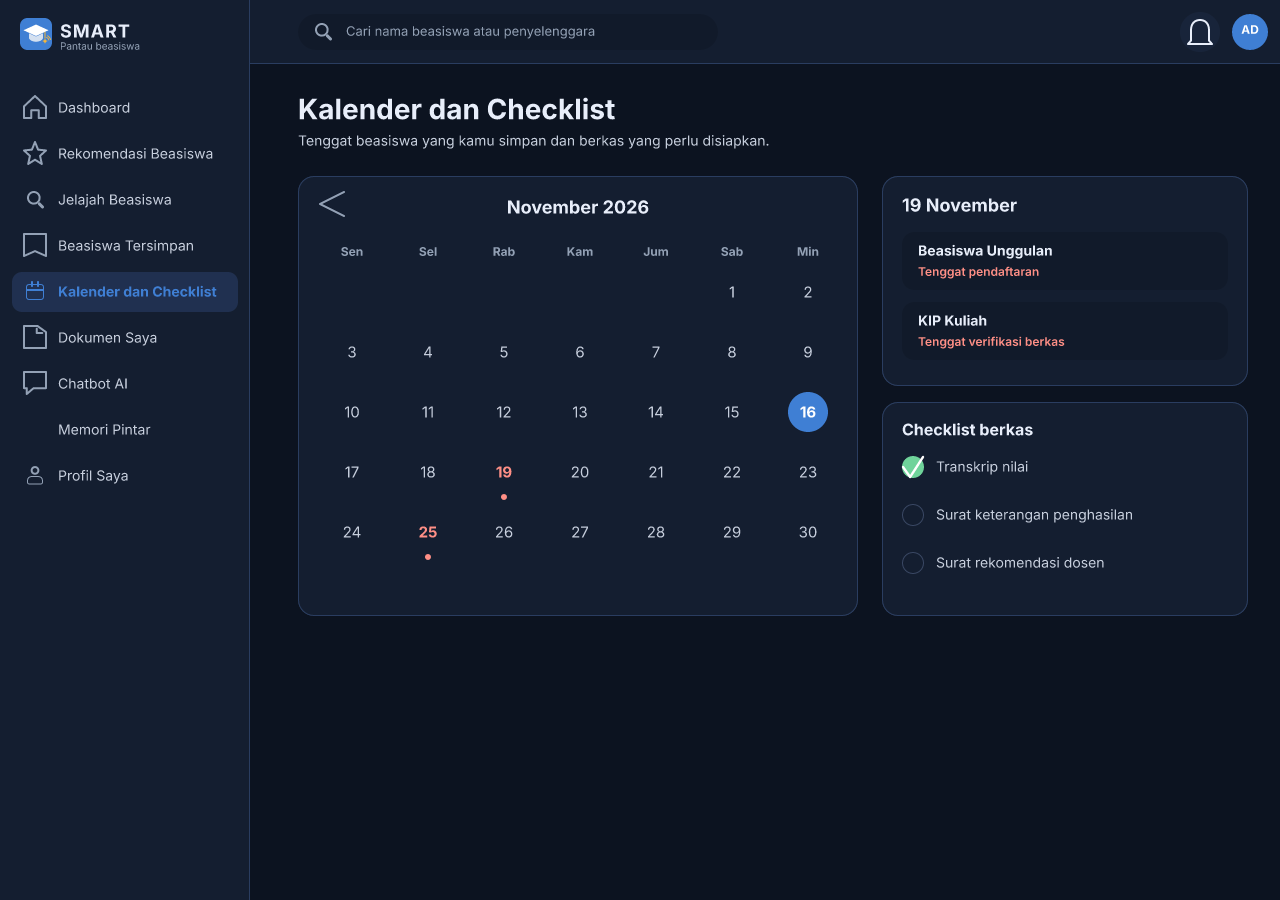 SMART
Pantau beasiswa
Cari nama beasiswa atau penyelenggara
AD
Dashboard
Rekomendasi Beasiswa
Jelajah Beasiswa
Beasiswa Tersimpan
Kalender dan Checklist
Dokumen Saya
Chatbot AI
Memori Pintar
Profil Saya
Kalender dan Checklist
Tenggat beasiswa yang kamu simpan dan berkas yang perlu disiapkan.
November 2026
Sen Sel Rab Kam Jum Sab Min
1 2
3 4 5 6 7 8 9
10 11 12 13 14 15 16
17 18 19 20 21 22 23
24 25 26 27 28 29 30
19 November
Beasiswa Unggulan
Tenggat pendaftaran
KIP Kuliah
Tenggat verifikasi berkas
Checklist berkas
Transkrip nilai
Surat keterangan penghasilan
Surat rekomendasi dosen